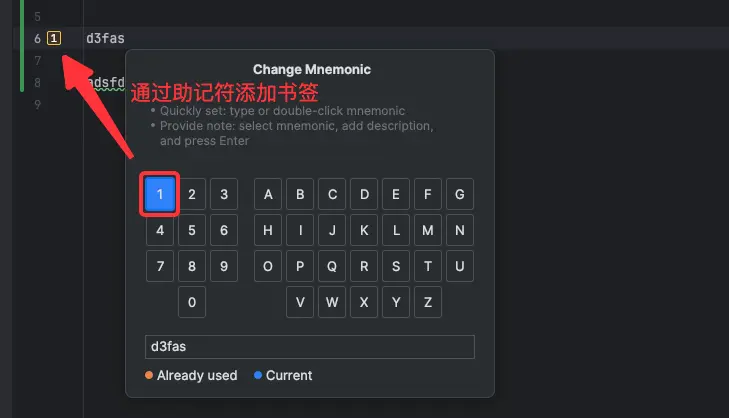 5
6 1 d3fas
Change Mnemonic
7
8 adsfd
通过助记符添加书签
9
• Quickly set: type or double-click mnemonic
• Provide note: select mnemonic, add description,
and press Enter
1 2 3 A B C D E F G
4 5 6 H I J K L M N
7 8 9 O P Q R S T U
0 V W X Y Z
d3fas
Already used Current